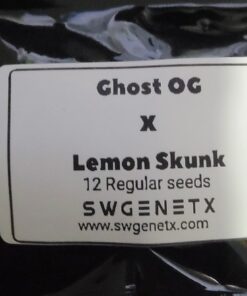 Ghost OG
X
Lemon Skunk
12 Regular seeds
SWGENETX
www.swgenetx.com